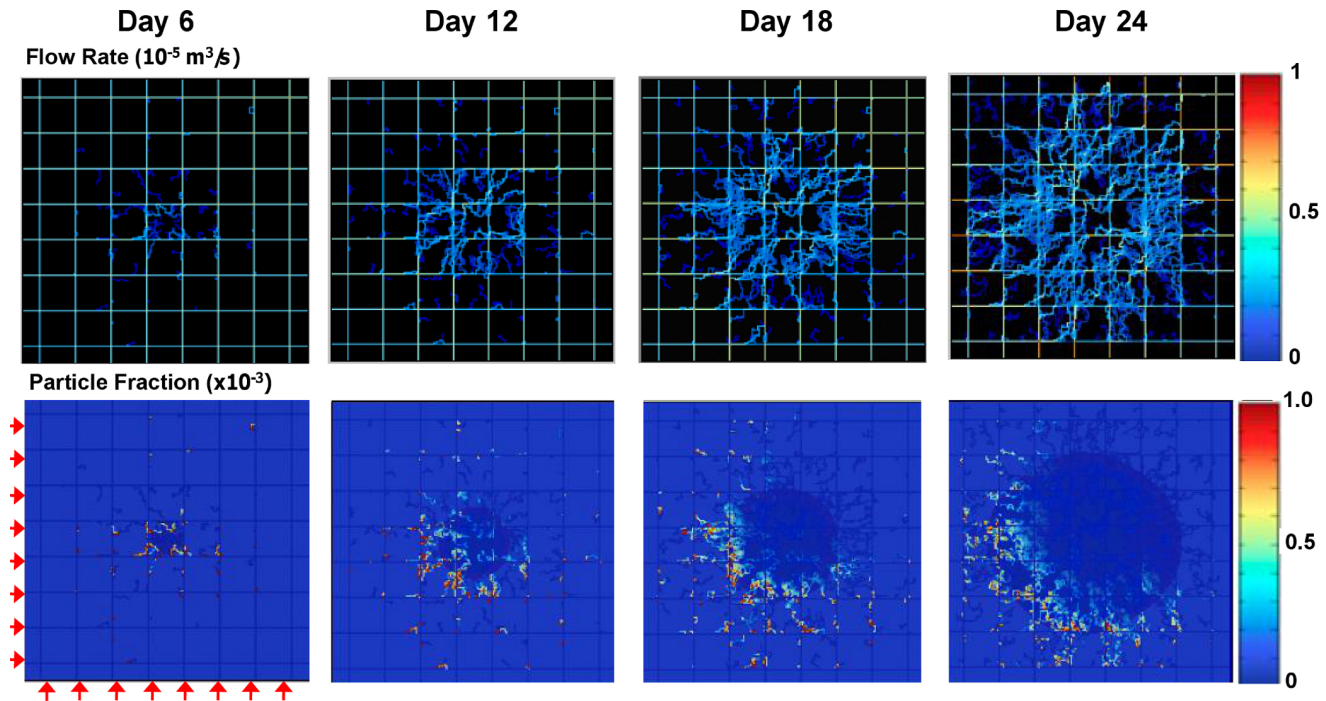 Day 6 Day 12 Day 18 Day 24
Flow Rate (10⁻⁵ m³/s)
1
0.5
0
Particle Fraction (x10⁻³)
1.0
0.5
0